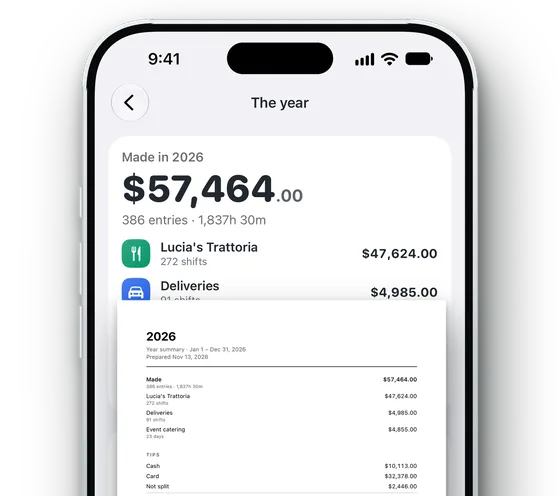 9:41
The year
Made in 2026
$57,464.00
386 entries · 1,837h 30m
Lucia's Trattoria $47,624.00
272 shifts
Deliveries $4,985.00
91 shifts
2026
Year summary · Jan 1 – Dec 31, 2026
Prepared Nov 13, 2026
Made $57,464.00
386 entries · 1,837h 30m
Lucia's Trattoria $47,624.00
272 shifts
Deliveries $4,985.00
91 shifts
Event catering $4,855.00
23 days
TIPS
Cash $10,113.00
Card $32,378.00
Not split $2,446.00